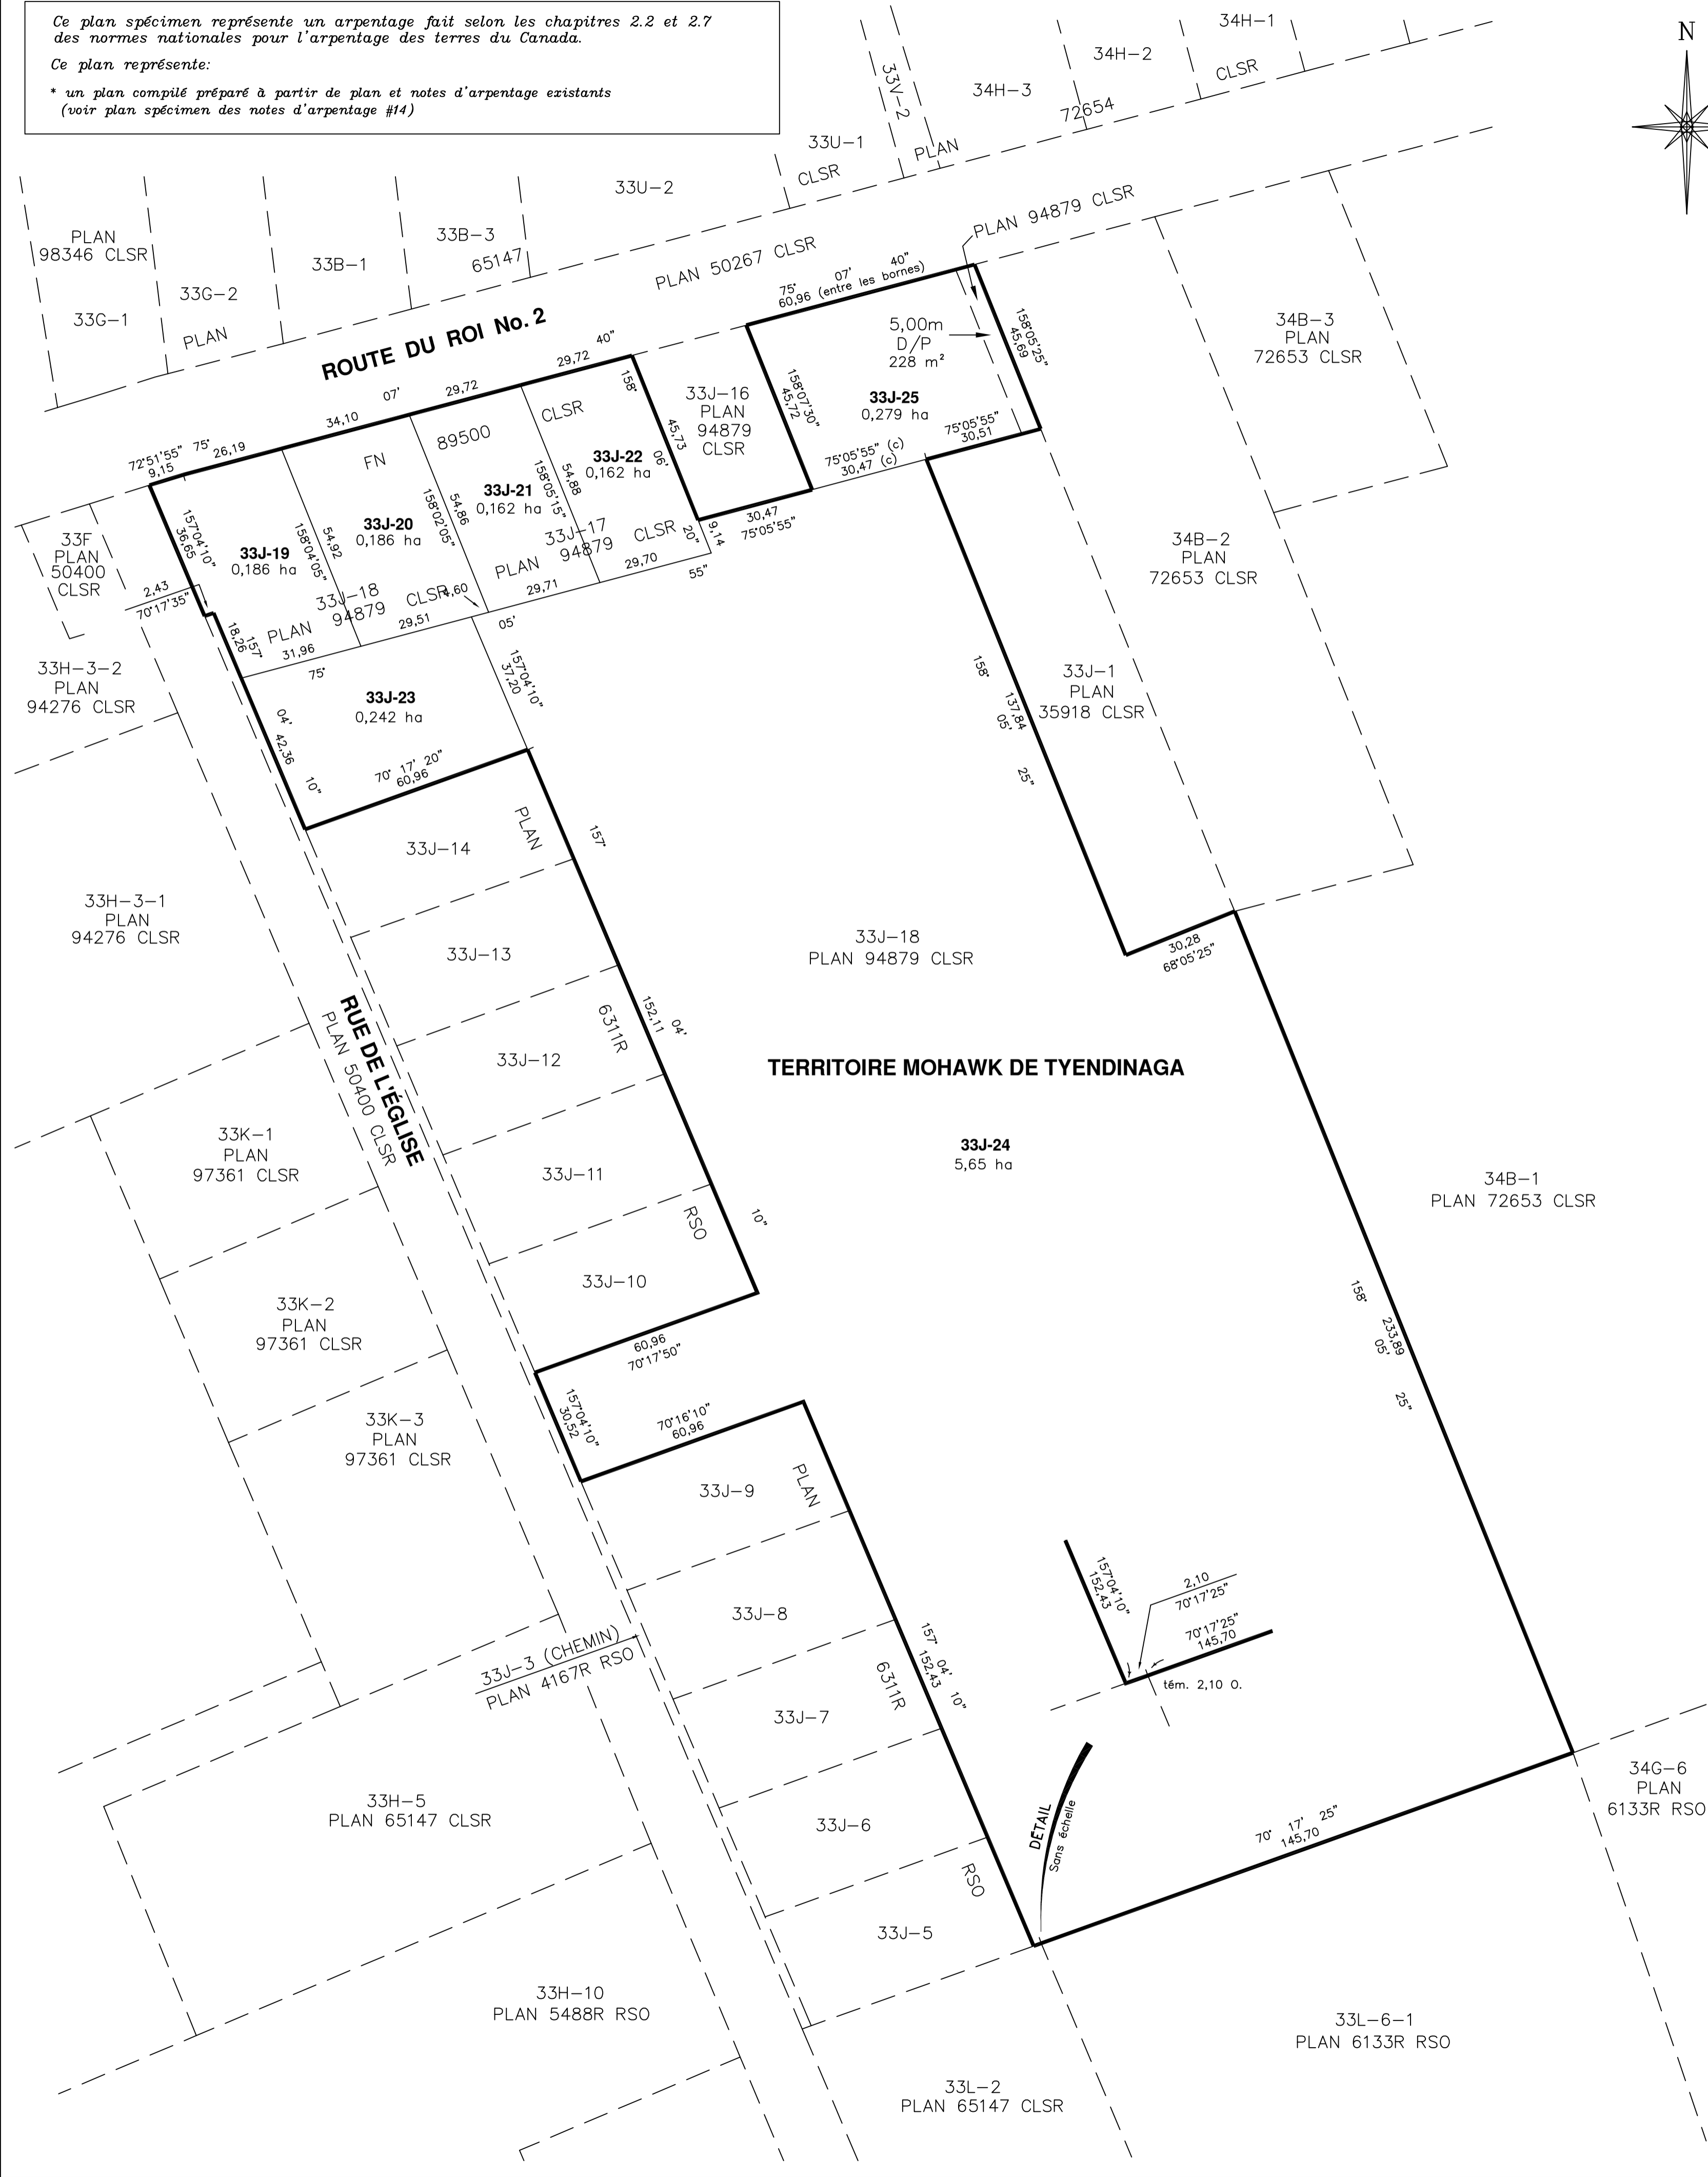 Ce plan spécimen représente un arpentage fait selon les chapitres 2.2 et 2.7
des normes nationales pour l'arpentage des terres du Canada.
Ce plan représente:
* un plan compilé préparé à partir de plan et notes d'arpentage existants
(voir plan spécimen des notes d'arpentage #14)
N
34H-1
34H-2
34H-3
CLSR
72654
PLAN
33V-2
33U-1
CLSR
33U-2
33B-3
65147
33B-1
33G-2
PLAN
PLAN
98346 CLSR
33G-1
PLAN 94879 CLSR
PLAN 50267 CLSR
ROUTE DU ROI No. 2
75° 07' 40"
60,96 (entre les bornes)
5,00m
D/P
228 m²
158°05'25"
45,69
33J-25
0,279 ha
158°07'30"
45,72
75°05'55"
30,51
75°05'55" (c)
30,47 (c)
34B-3
PLAN
72653 CLSR
34B-2
PLAN
72653 CLSR
33J-1
PLAN
35918 CLSR
33J-16
PLAN
94879
CLSR
72°51'55"
9,15
75°
26,19
34,10
07'
29,72
29,72
40"
FN
89500
CLSR
158°
45,73
06'
20"
9,14
30,47
75°05'55"
33J-22
0,162 ha
33J-21
0,162 ha
33J-20
0,186 ha
33J-19
0,186 ha
158°05'15"
54,88
158°02'05"
54,86
158°04'05"
54,92
157°04'10"
36,65
33J-17
PLAN 94879 CLSR
33J-18
PLAN 94879 CLSR
4,60
31,96
29,51
29,71
29,70
75°
05'
55"
33F
PLAN
50400
CLSR
2,43
70°17'35"
18,26
157°
04'
42,36
10"
33J-23
0,242 ha
157°04'10"
37,20
70° 17' 20"
60,96
33H-3-2
PLAN
94276 CLSR
33H-3-1
PLAN
94276 CLSR
158°
137,84
05'
25"
30,28
68°05'25"
33J-14
33J-13
33J-12
33J-11
33J-10
PLAN
6311R
RSO
157°
152,11
04'
10"
33J-18
PLAN 94879 CLSR
TERRITOIRE MOHAWK DE TYENDINAGA
33J-24
5,65 ha
34B-1
PLAN 72653 CLSR
RUE DE L'ÉGLISE
PLAN 50400 CLSR
33K-1
PLAN
97361 CLSR
33K-2
PLAN
97361 CLSR
33K-3
PLAN
97361 CLSR
60,96
70°17'50"
157°04'10"
30,52
70°16'10"
60,96
158°
233,89
05'
25"
33J-9
33J-8
33J-7
33J-6
33J-5
PLAN
6311R
RSO
157°
04'
152,43
10"
157°04'10"
152,43
2,10
70°17'25"
70°17'25"
145,70
tém. 2,10 O.
DÉTAIL
Sans échelle
70° 17' 25"
145,70
33J-3 (CHEMIN)
PLAN 4167R RSO
33H-5
PLAN 65147 CLSR
34G-6
PLAN
6133R RSO
33H-10
PLAN 5488R RSO
33L-6-1
PLAN 6133R RSO
33L-2
PLAN 65147 CLSR